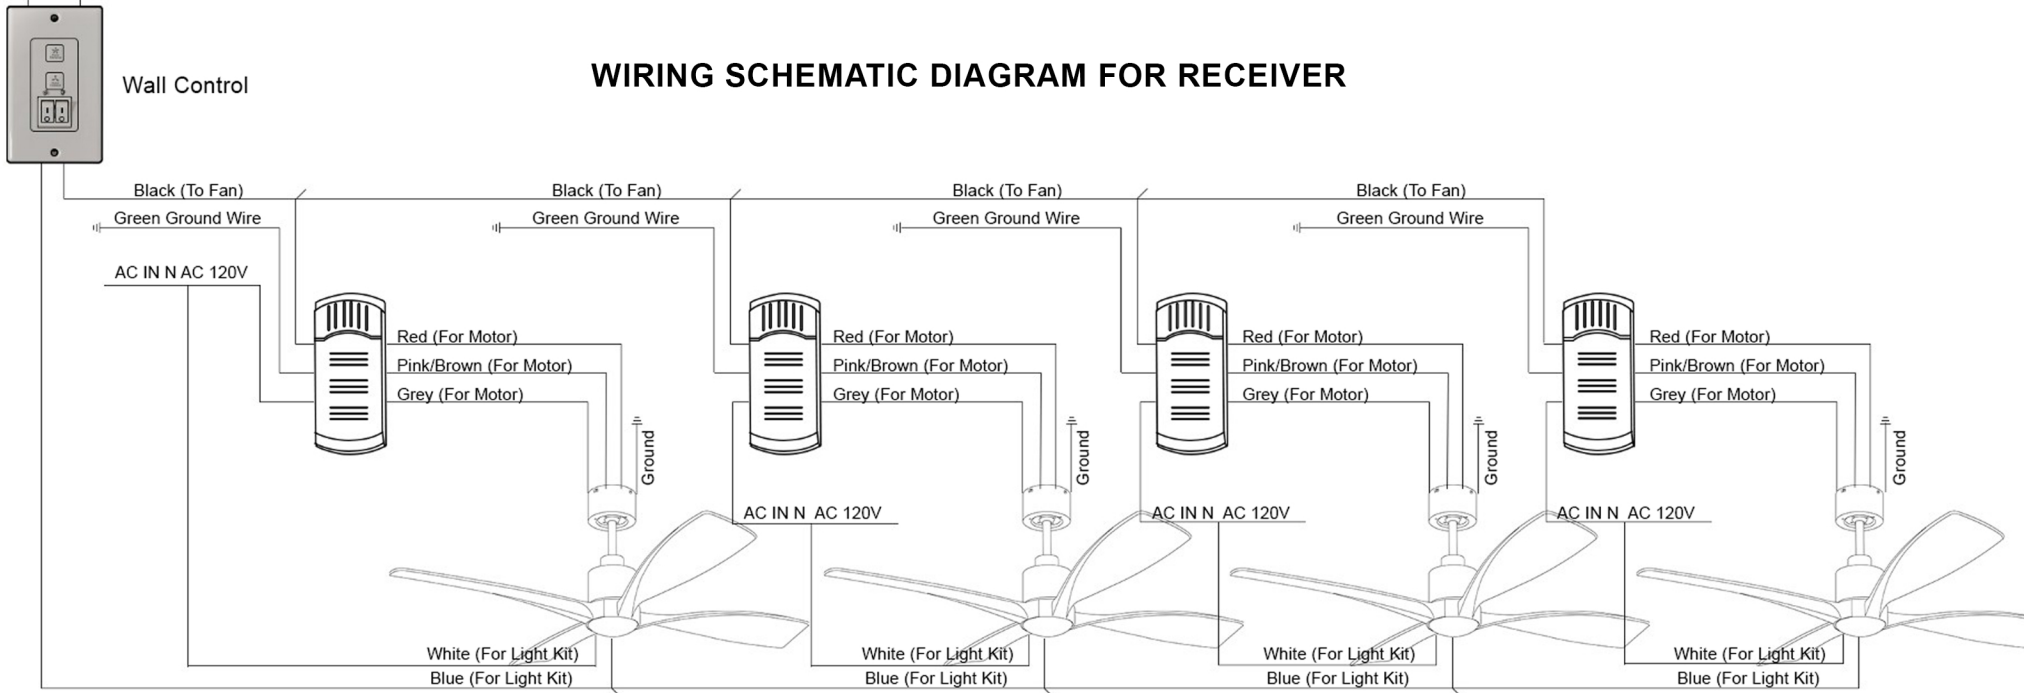 WIRING SCHEMATIC DIAGRAM FOR RECEIVER
Wall Control
Black (To Fan) Black (To Fan) Black (To Fan) Black (To Fan)
Green Ground Wire Green Ground Wire Green Ground Wire Green Ground Wire
AC IN N AC 120V
Red (For Motor) Red (For Motor) Red (For Motor) Red (For Motor)
Pink/Brown (For Motor) Pink/Brown (For Motor) Pink/Brown (For Motor) Pink/Brown (For Motor)
Grey (For Motor) Grey (For Motor) Grey (For Motor) Grey (For Motor)
Ground Ground Ground Ground
AC IN N AC 120V AC IN N AC 120V AC IN N AC 120V
White (For Light Kit) White (For Light Kit) White (For Light Kit) White (For Light Kit)
Blue (For Light Kit) Blue (For Light Kit) Blue (For Light Kit) Blue (For Light Kit)